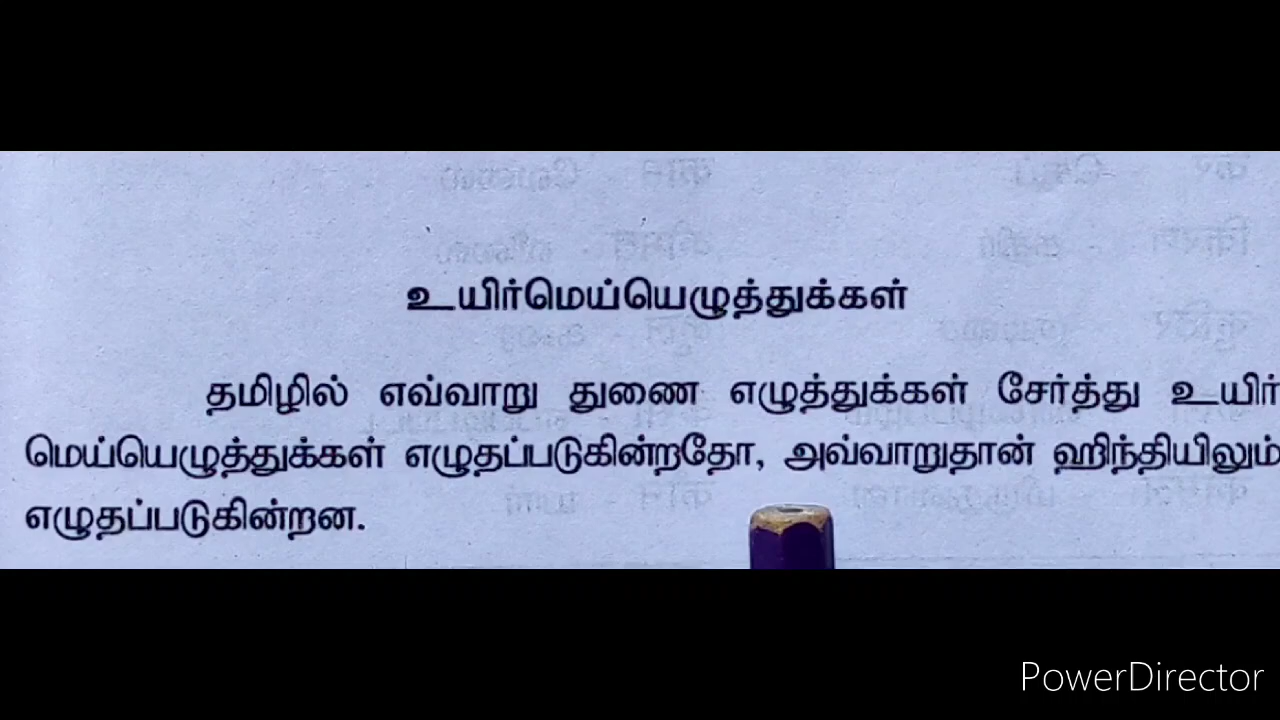 உயிர்மெய்யெழுத்துக்கள்
தமிழில் எவ்வாறு துணை எழுத்துக்கள் சேர்த்து உயிர்
மெய்யெழுத்துக்கள் எழுதப்படுகின்றதோ, அவ்வாறுதான் ஹிந்தியிலும்
எழுதப்படுகின்றன.
PowerDirector